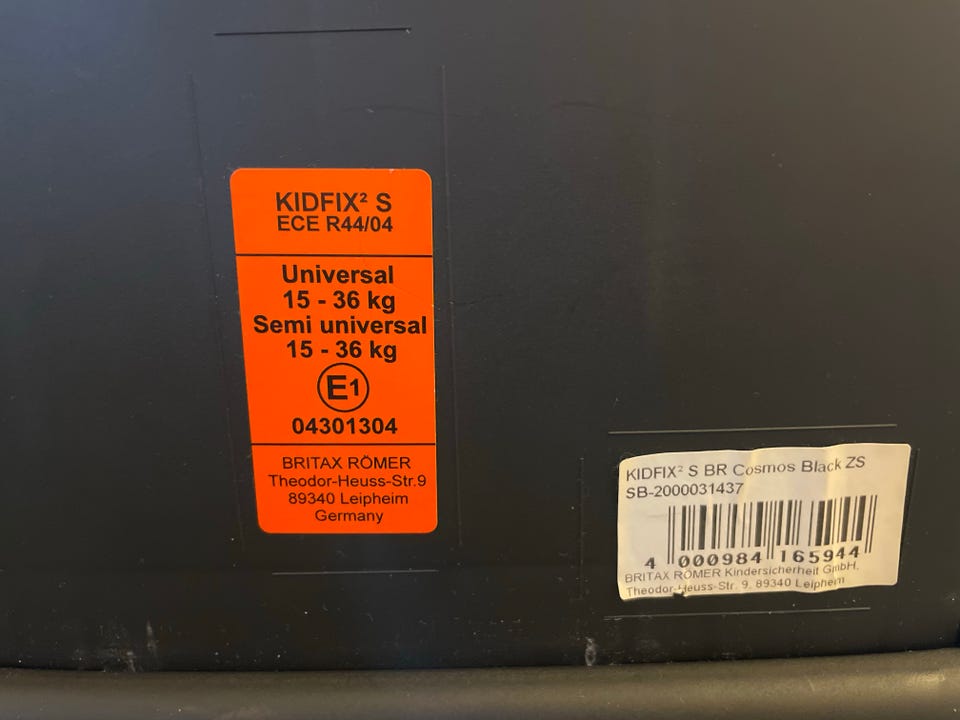 KIDFIX² S
ECE R44/04
Universal
15 - 36 kg
Semi universal
15 - 36 kg
E1
04301304
BRITAX RÖMER
Theodor-Heuss-Str.9
89340 Leipheim
Germany
KIDFIX² S BR Cosmos Black ZS
SB-2000031437
4 000984 165944
BRITAX RÖMER Kindersicherheit GmbH,
Theodor-Heuss-Str. 9, 89340 Leipheim